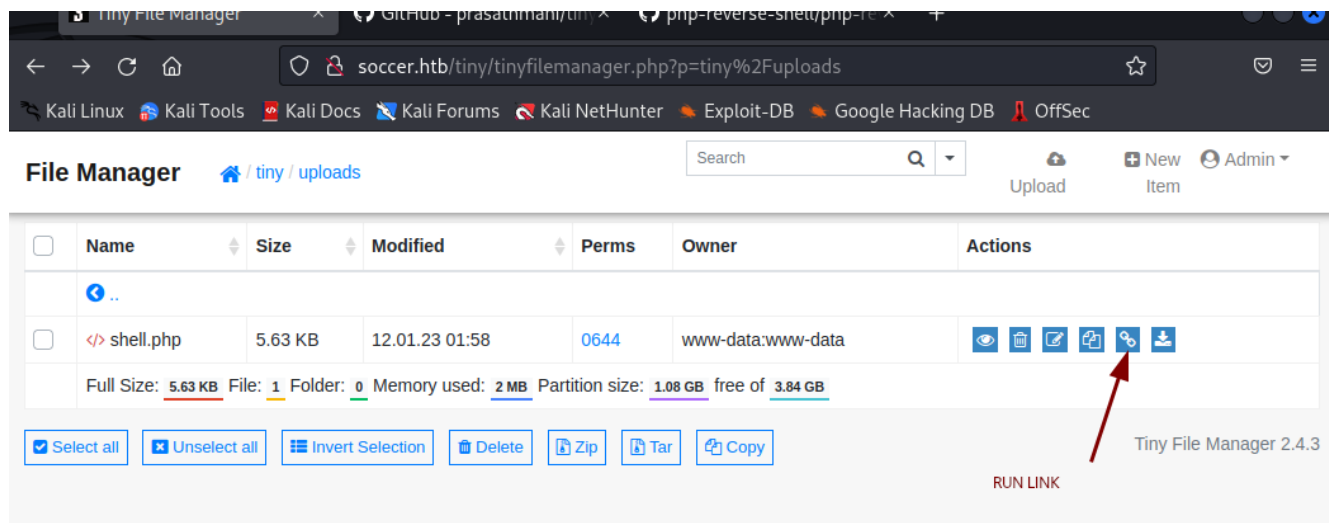 Tiny File Manager × GitHub - prasathmani/tiny × php-reverse-shell/php-re × +
soccer.htb/tiny/tinyfilemanager.php?p=tiny%2Fuploads
Kali Linux Kali Tools Kali Docs Kali Forums Kali NetHunter Exploit-DB Google Hacking DB OffSec
File Manager / tiny / uploads Search Upload New Item Admin
Name Size Modified Perms Owner Actions
..
</> shell.php 5.63 KB 12.01.23 01:58 0644 www-data:www-data
Full Size: 5.63 KB File: 1 Folder: 0 Memory used: 2 MB Partition size: 1.08 GB free of 3.84 GB
Select all Unselect all Invert Selection Delete Zip Tar Copy Tiny File Manager 2.4.3
RUN LINK